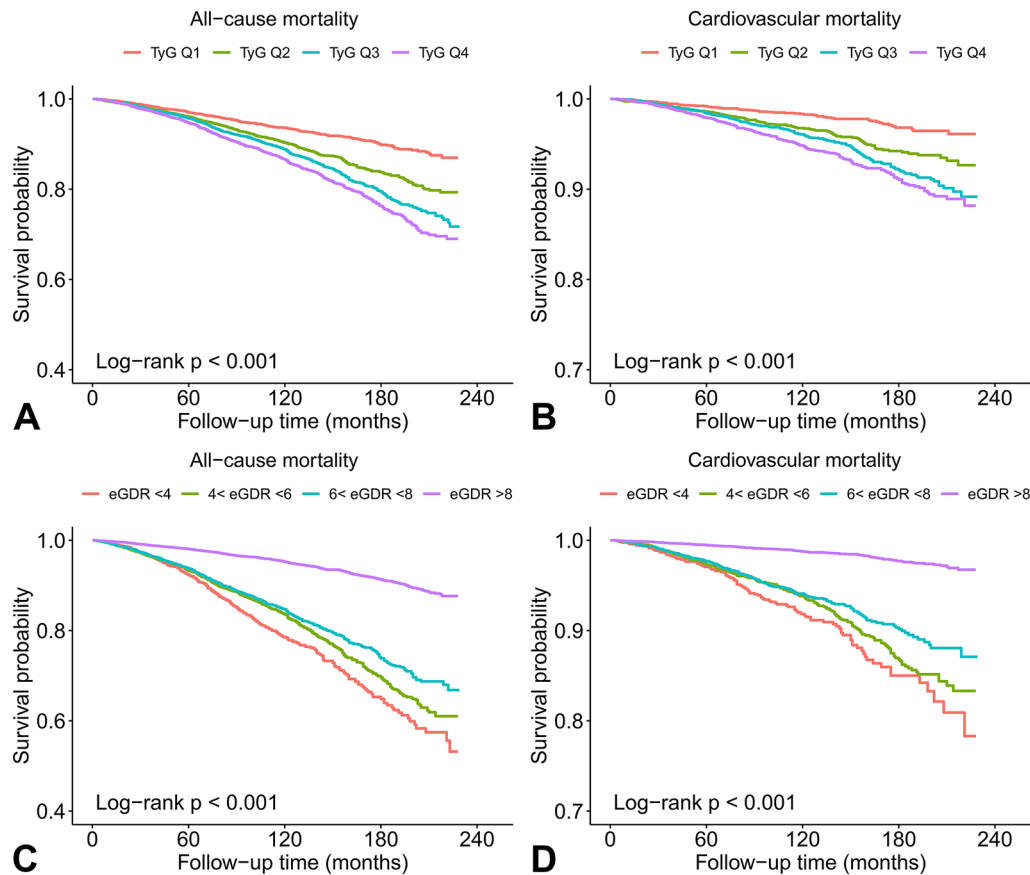 All−cause mortality
TyG Q1 TyG Q2 TyG Q3 TyG Q4
Survival probability
1.0
0.8
0.6
0.4
Log−rank p < 0.001
0 60 120 180 240
Follow−up time (months)
A
Cardiovascular mortality
TyG Q1 TyG Q2 TyG Q3 TyG Q4
Survival probability
1.0
0.9
0.8
0.7
Log−rank p < 0.001
0 60 120 180 240
Follow−up time (months)
B
All−cause mortality
eGDR <4 4< eGDR <6 6< eGDR <8 eGDR >8
Survival probability
1.0
0.8
0.6
0.4
Log−rank p < 0.001
0 60 120 180 240
Follow−up time (months)
C
Cardiovascular mortality
eGDR <4 4< eGDR <6 6< eGDR <8 eGDR >8
Survival probability
1.0
0.9
0.8
0.7
Log−rank p < 0.001
0 60 120 180 240
Follow−up time (months)
D